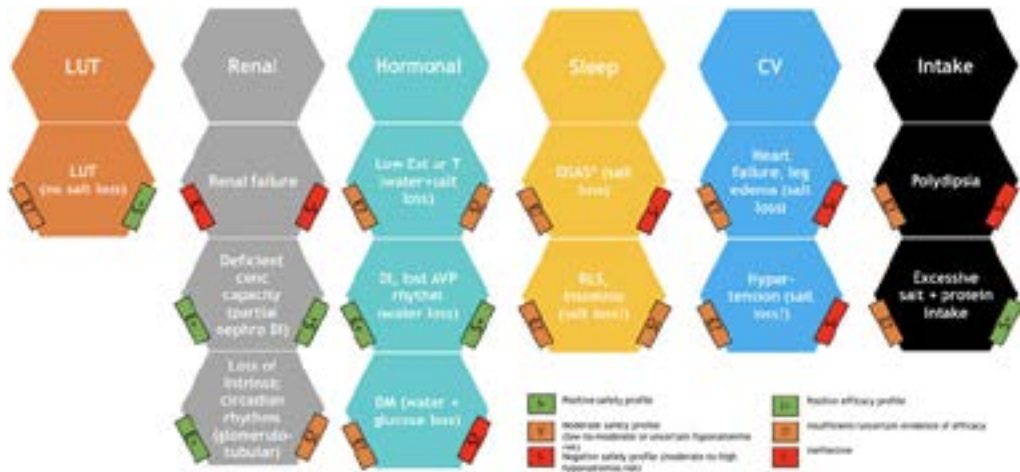 LUT
Renal
Hormonal
Sleep
CV
Intake
LUT
(no salt loss)
Renal failure
Low Est or T
(water+salt
loss)
OSAS* (salt
loss)
Heart
failure, leg
edema (salt
loss)
Polydipsia
Deficient
conc
capacity
(partial
nephro DI)
DI, lost AVP
rhythm
(water loss)
RLS,
insomnia
(salt loss?)
Hyper-
tension (salt
loss?)
Excessive
salt + protein
intake
Loss of
intrinsic
circadian
rhythms
(glomerulo-
tubular)
DM (water +
glucose loss)
Positive safety profile
Moderate safety profile
(low-to-moderate or uncertain hyponatremia
risk)
Negative safety profile (moderate-to-high
hyponatremia risk)
Positive efficacy profile
Insufficient/uncertain evidence of efficacy
Ineffective